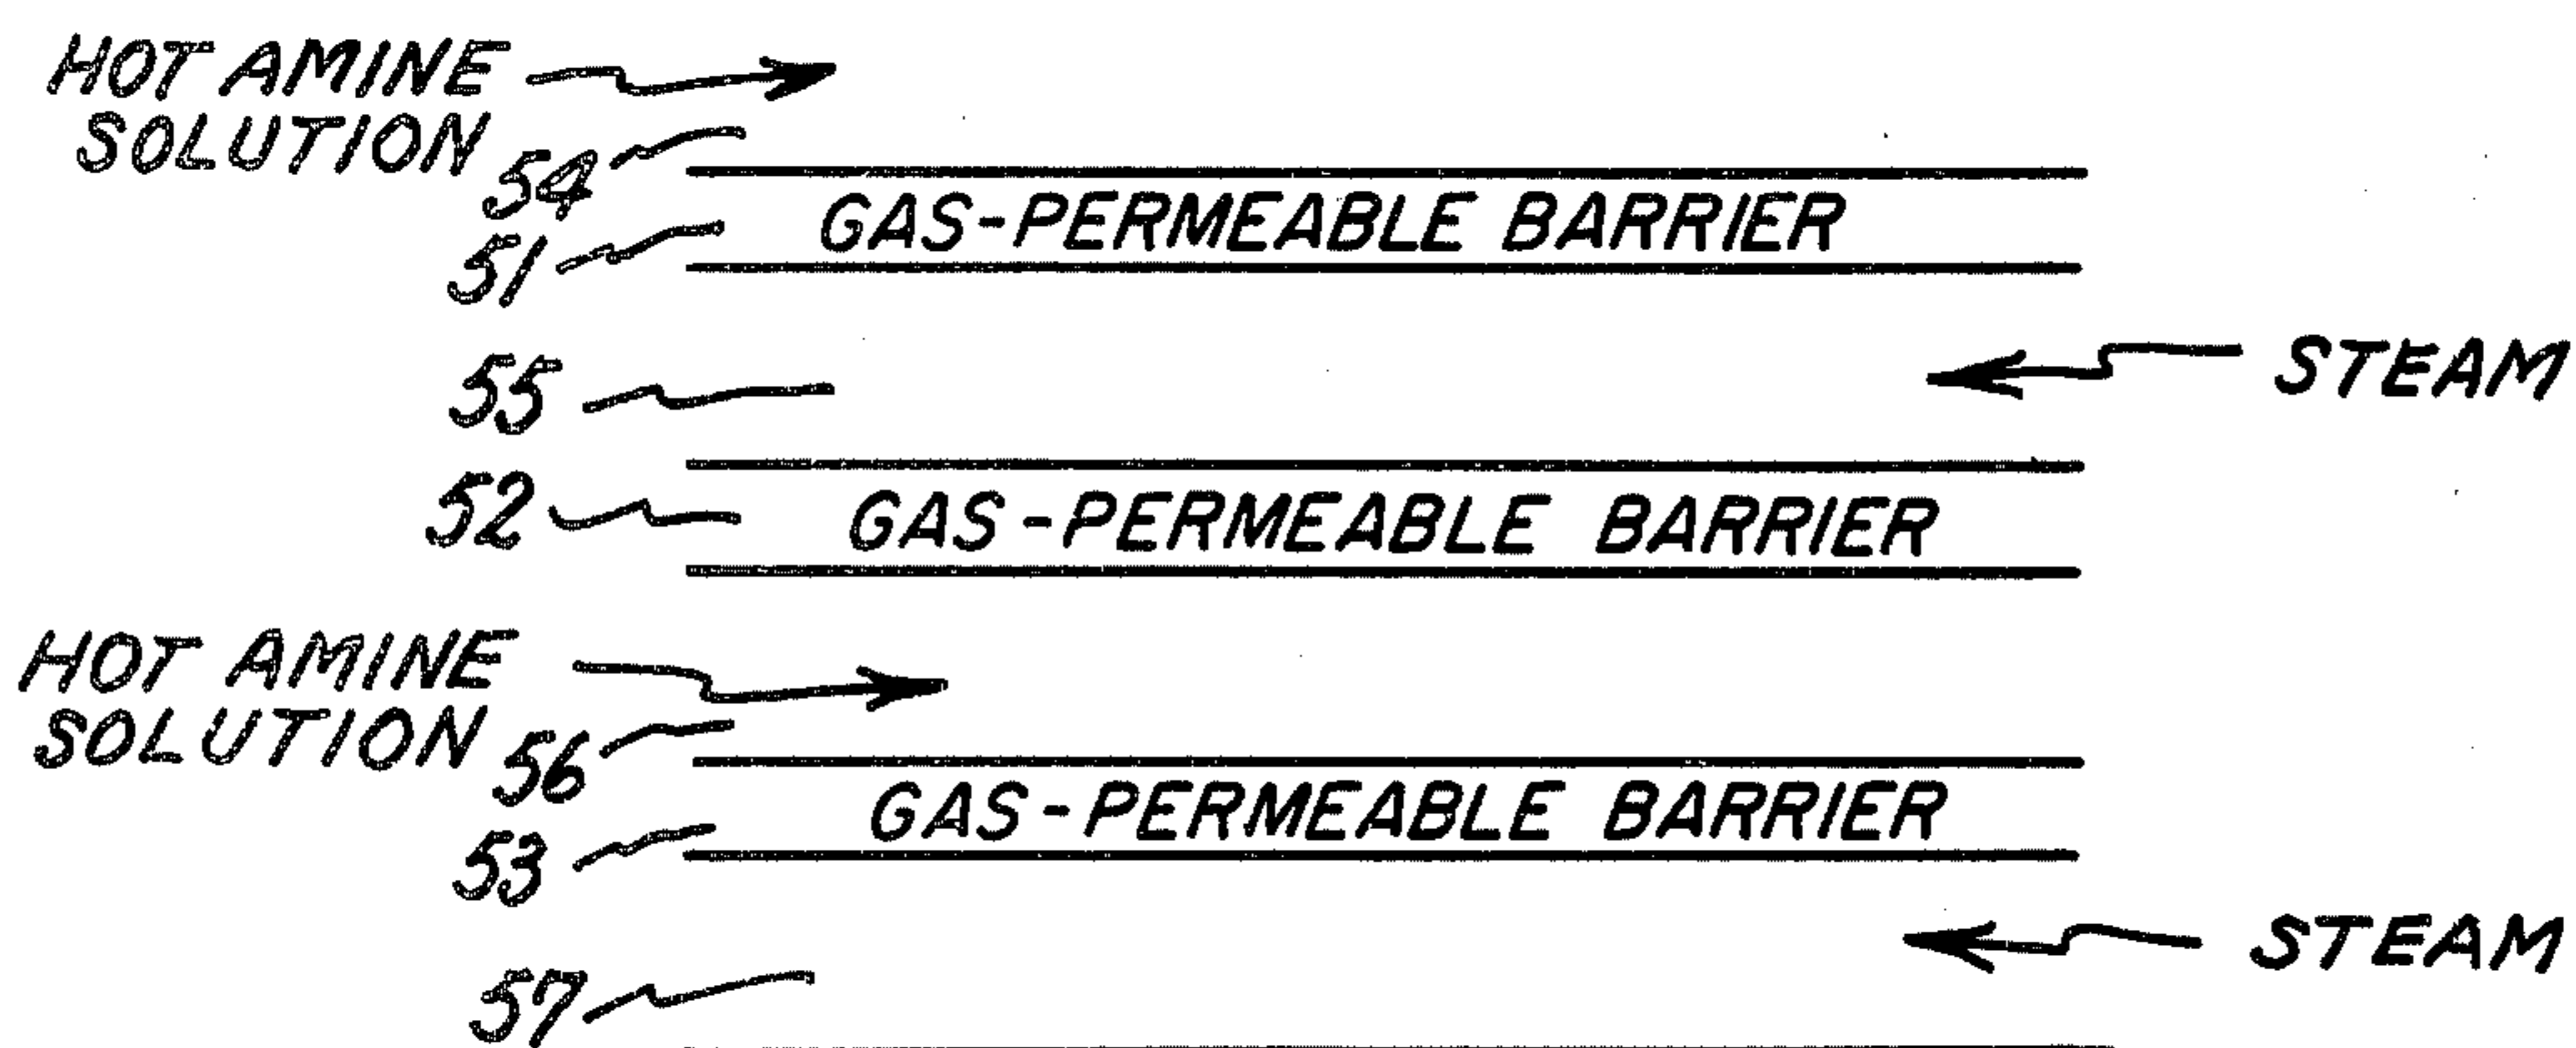 HOT AMINE
SOLUTION
54
GAS-PERMEABLE BARRIER
51
STEAM
55
52
GAS-PERMEABLE BARRIER
HOT AMINE
SOLUTION
56
GAS-PERMEABLE BARRIER
53
STEAM
57